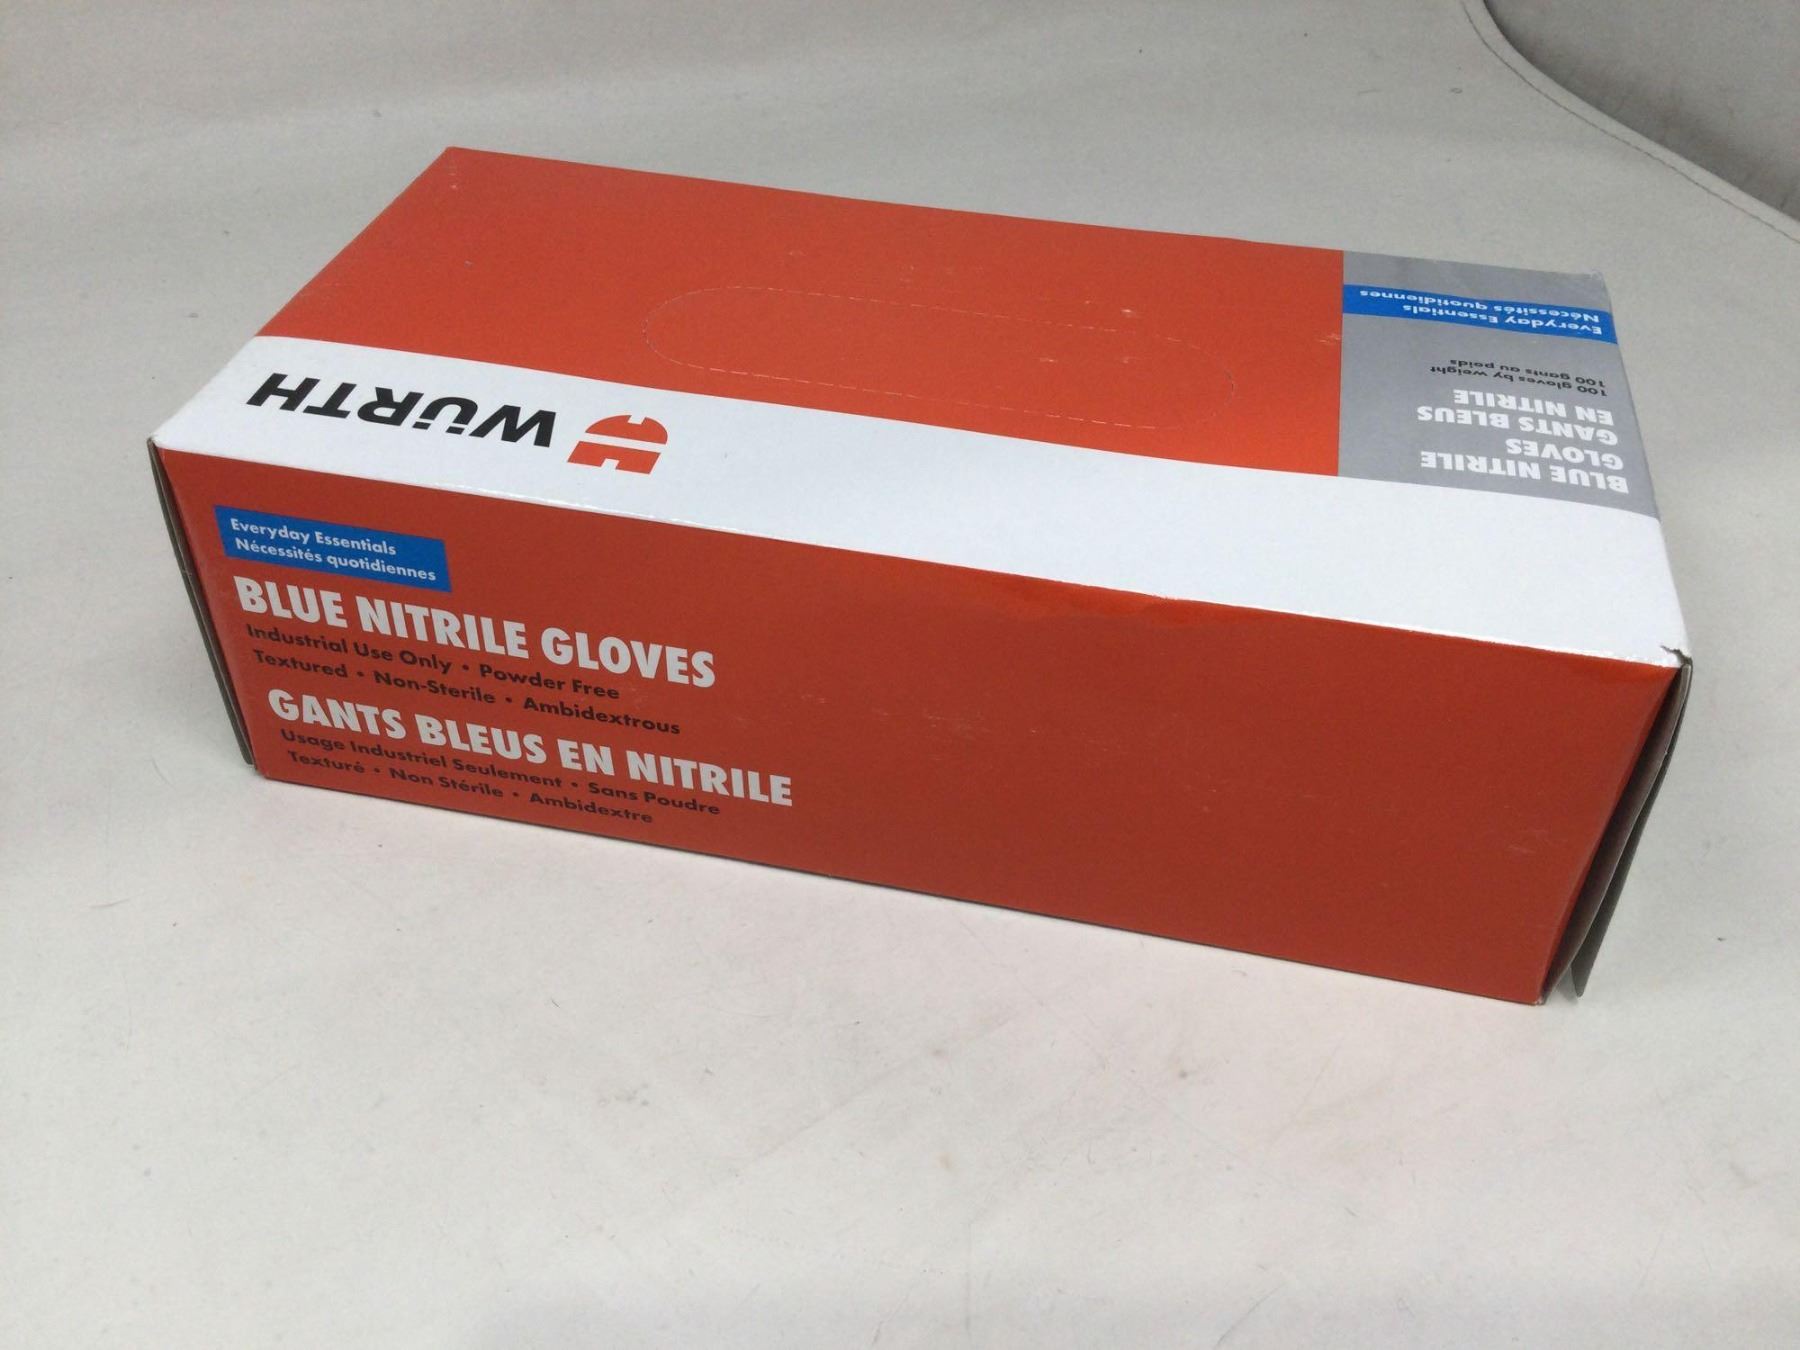 WÜRTH
Everyday Essentials
Nécessités quotidiennes
BLUE NITRILE GLOVES
Industrial Use Only • Powder Free
Textured • Non-Sterile • Ambidextrous
GANTS BLEUS EN NITRILE
Usage Industriel Seulement • Sans Poudre
Texturé • Non Stérile • Ambidextre
BLUE NITRILE
GLOVES
GANTS BLEUS
EN NITRILE
100 gloves by weight
100 gants au poids
Everyday Essentials
Nécessités quotidiennes